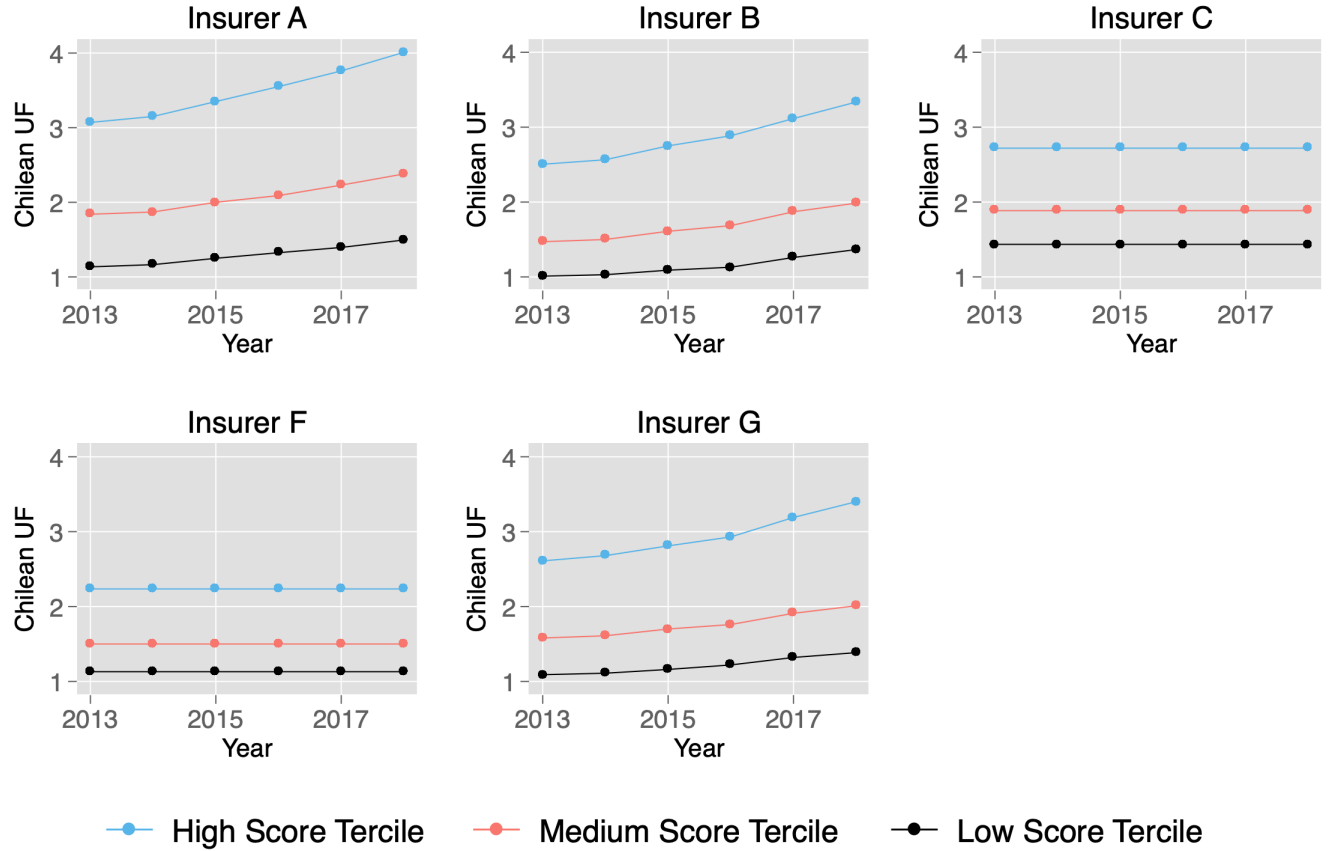 Insurer A
Insurer B
Insurer C
4
3
2
1
Chilean UF
2013 2015 2017
Year
4
3
2
1
Chilean UF
2013 2015 2017
Year
4
3
2
1
Chilean UF
2013 2015 2017
Year
Insurer F
Insurer G
4
3
2
1
Chilean UF
2013 2015 2017
Year
4
3
2
1
Chilean UF
2013 2015 2017
Year
High Score Tercile
Medium Score Tercile
Low Score Tercile